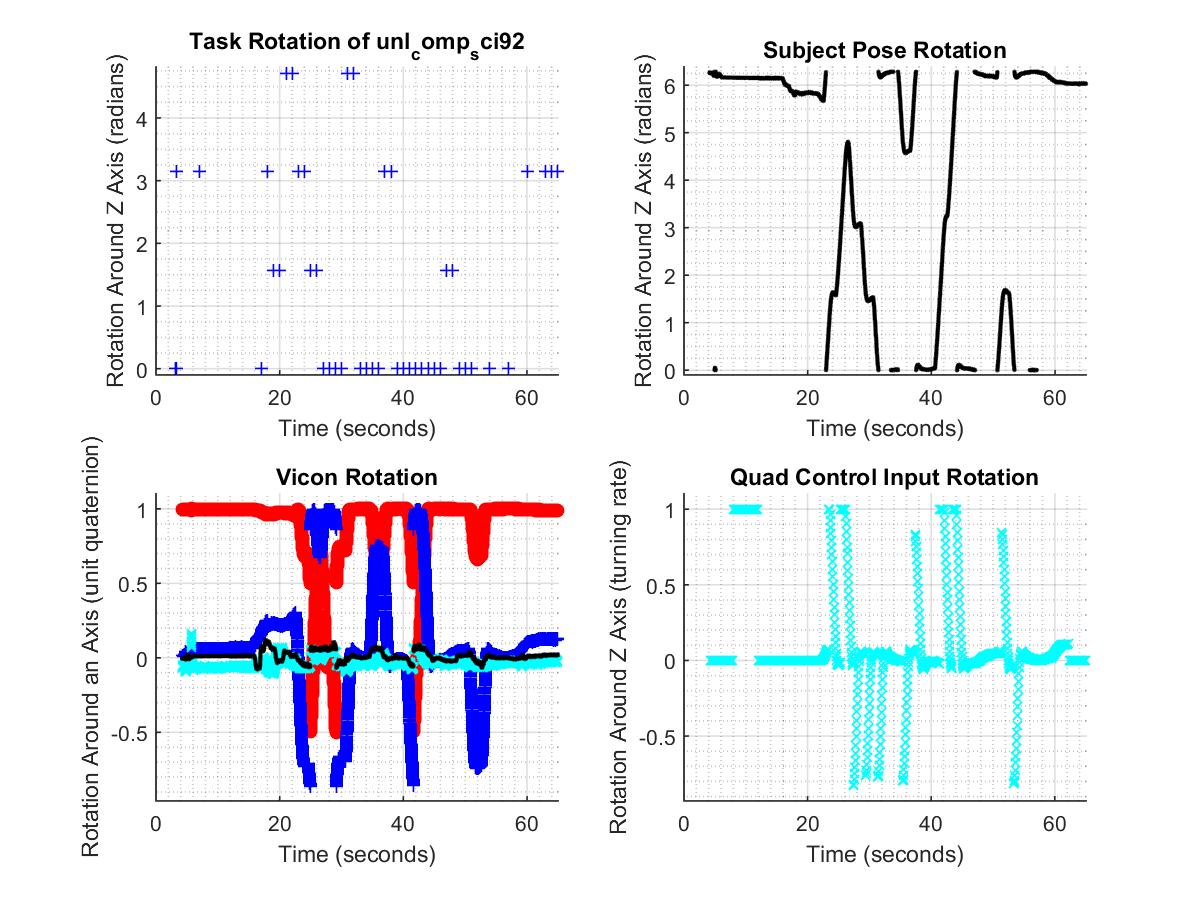 Task Rotation of unl_comp_sci92
Rotation Around Z Axis (radians)
4
3
2
1
0
0 20 40 60
Time (seconds)
Subject Pose Rotation
Rotation Around Z Axis (radians)
6
5
4
3
2
1
0
0 20 40 60
Time (seconds)
Vicon Rotation
Rotation Around an Axis (unit quaternion)
1
0.5
0
-0.5
0 20 40 60
Time (seconds)
Quad Control Input Rotation
Rotation Around Z Axis (turning rate)
1
0.5
0
-0.5
0 20 40 60
Time (seconds)